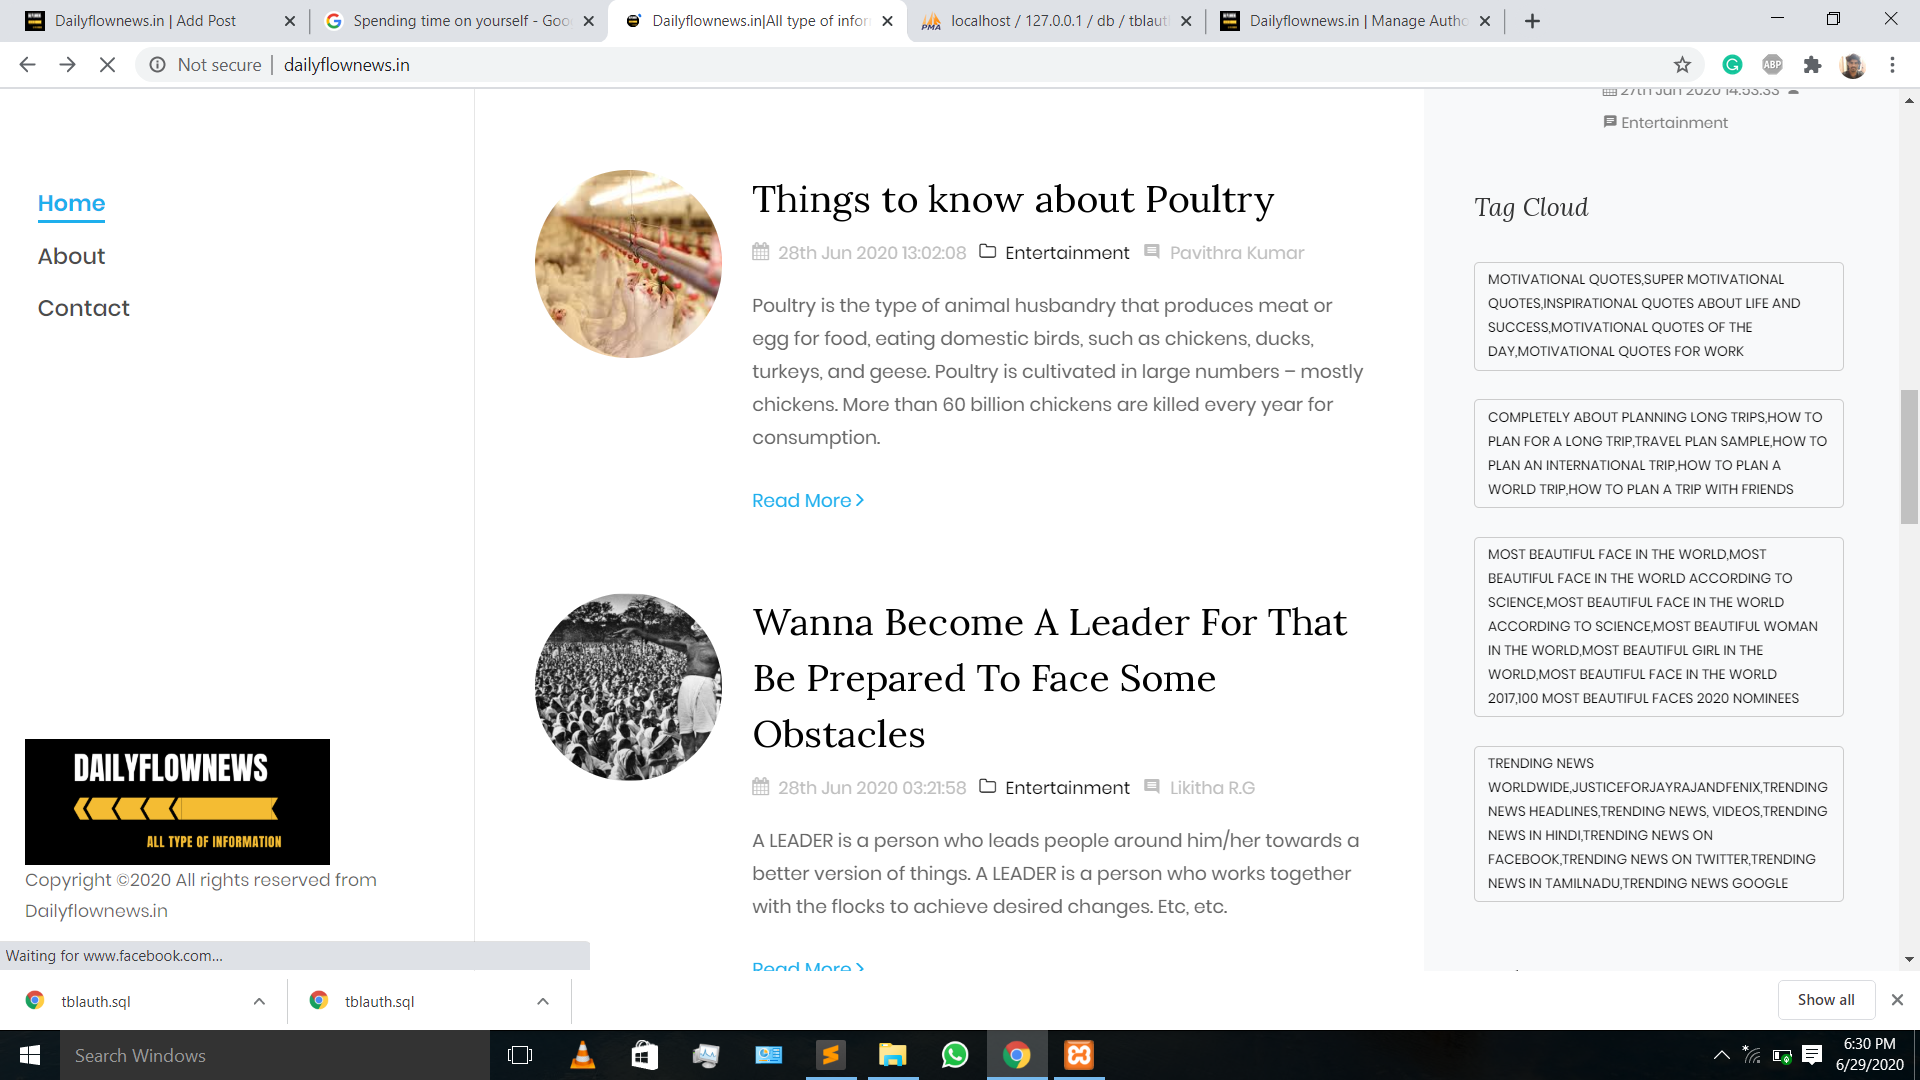 Dailyflownews.in | Add Post
Spending time on yourself - Goo
Dailyflownews.in|All type of infor
localhost / 127.0.0.1 / db / tblaut
Dailyflownews.in | Manage Autho
Not secure
dailyflownews.in
Home
About
Contact
DAILYFLOWNEWS
ALL TYPE OF INFORMATION
Copyright ©2020 All rights reserved from
Dailyflownews.in
Things to know about Poultry
28th Jun 2020 13:02:08 Entertainment Pavithra Kumar
Poultry is the type of animal husbandry that produces meat or
egg for food, eating domestic birds, such as chickens, ducks,
turkeys, and geese. Poultry is cultivated in large numbers – mostly
chickens. More than 60 billion chickens are killed every year for
consumption.
Read More
Wanna Become A Leader For That
Be Prepared To Face Some
Obstacles
28th Jun 2020 03:21:58 Entertainment Likitha R.G
A LEADER is a person who leads people around him/her towards a
better version of things. A LEADER is a person who works together
with the flocks to achieve desired changes. Etc, etc.
Read More
27th Jun 2020 14:53:33
Entertainment
Tag Cloud
MOTIVATIONAL QUOTES,SUPER MOTIVATIONAL
QUOTES,INSPIRATIONAL QUOTES ABOUT LIFE AND
SUCCESS,MOTIVATIONAL QUOTES OF THE
DAY,MOTIVATIONAL QUOTES FOR WORK
COMPLETELY ABOUT PLANNING LONG TRIPS,HOW TO
PLAN FOR A LONG TRIP,TRAVEL PLAN SAMPLE,HOW TO
PLAN AN INTERNATIONAL TRIP,HOW TO PLAN A
WORLD TRIP,HOW TO PLAN A TRIP WITH FRIENDS
MOST BEAUTIFUL FACE IN THE WORLD,MOST
BEAUTIFUL FACE IN THE WORLD ACCORDING TO
SCIENCE,MOST BEAUTIFUL FACE IN THE WORLD
ACCORDING TO SCIENCE,MOST BEAUTIFUL WOMAN
IN THE WORLD,MOST BEAUTIFUL GIRL IN THE
WORLD,MOST BEAUTIFUL FACE IN THE WORLD
2017,100 MOST BEAUTIFUL FACES 2020 NOMINEES
TRENDING NEWS
WORLDWIDE,JUSTICEFORJAYRAJANDFENIX,TRENDING
NEWS HEADLINES,TRENDING NEWS, VIDEOS,TRENDING
NEWS IN HINDI,TRENDING NEWS ON
FACEBOOK,TRENDING NEWS ON TWITTER,TRENDING
NEWS IN TAMILNADU,TRENDING NEWS GOOGLE
Waiting for www.facebook.com...
tblauth.sql
tblauth.sql
Show all
Search Windows
6:30 PM
6/29/2020